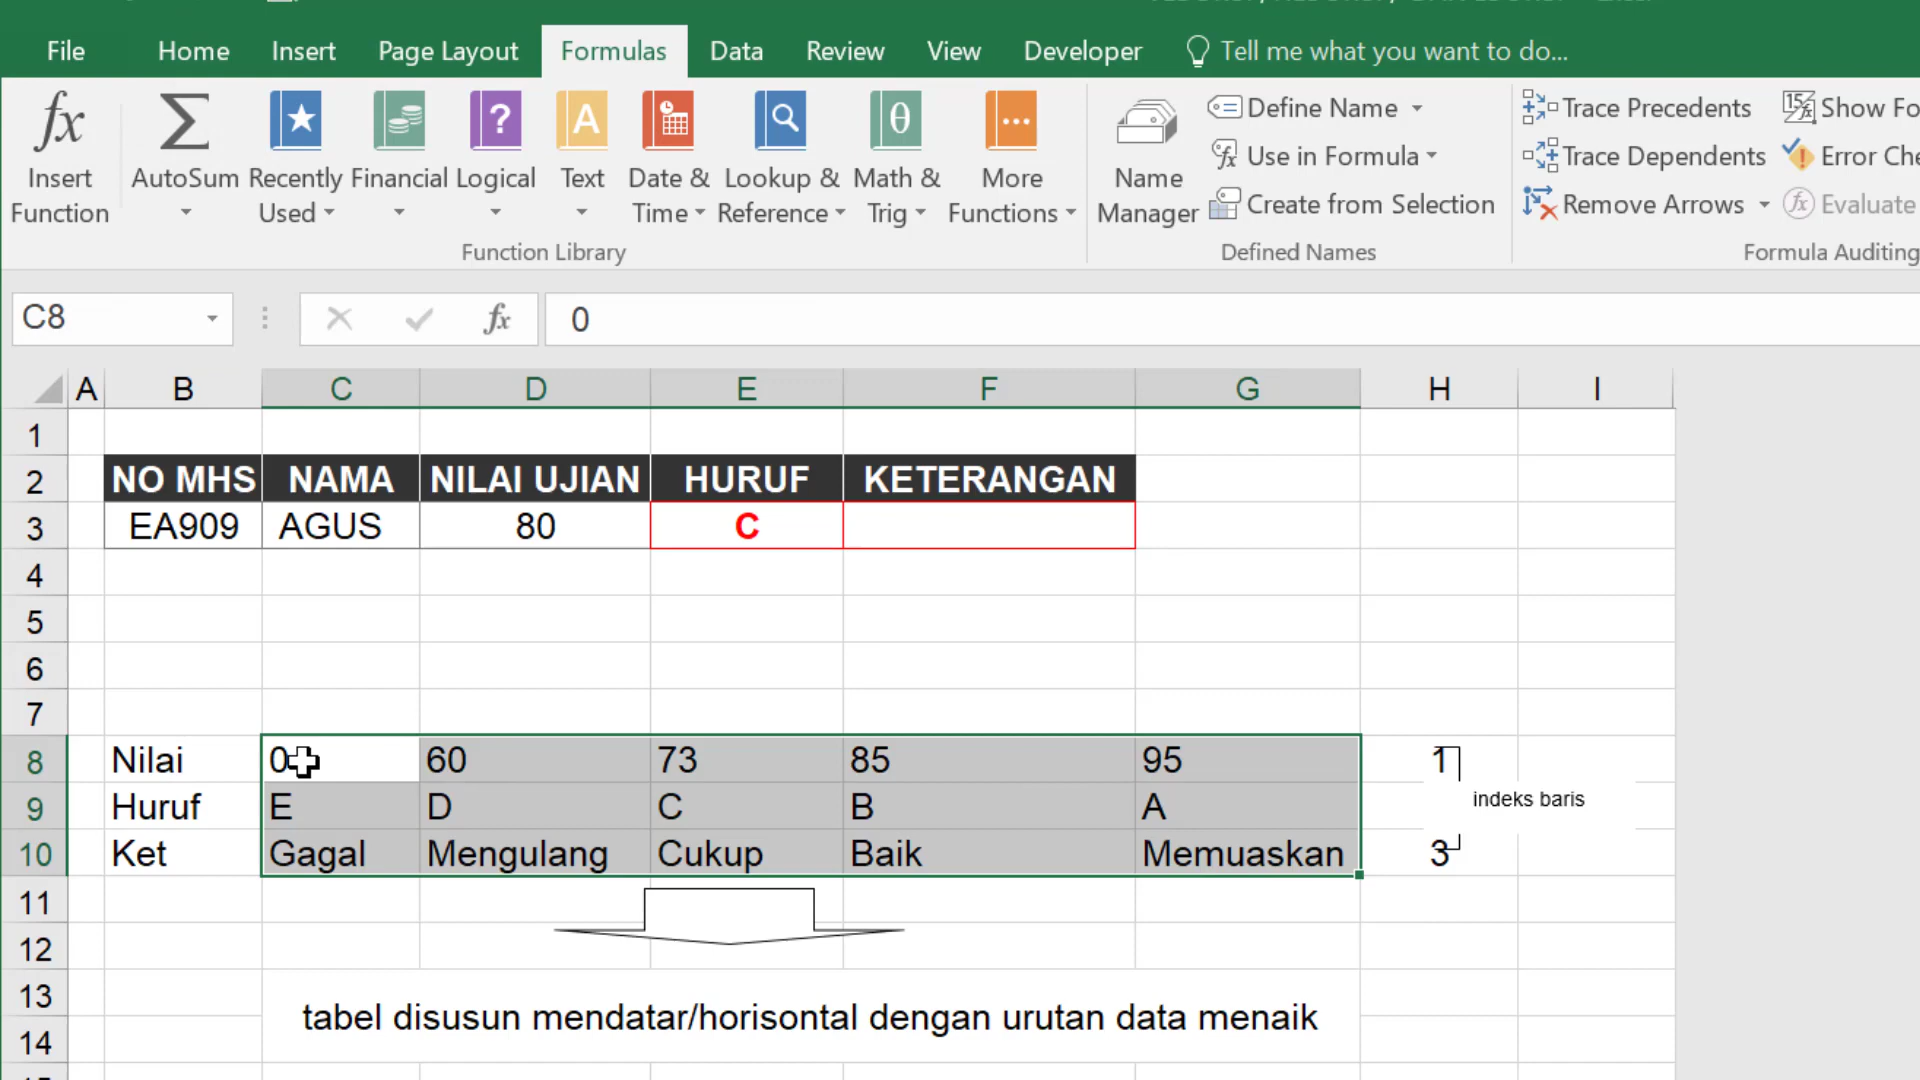 File Home Insert Page Layout Formulas Data Review View Developer Tell me what you want to do...
fx Insert Function
AutoSum
Recently Used
Financial
Logical
Text
Date & Time
Lookup & Reference
Math & Trig
More Functions
Function Library
Name Manager
Define Name
Use in Formula
Create from Selection
Defined Names
Trace Precedents
Trace Dependents
Remove Arrows
Show Fo
Error Che
Evaluate
Formula Auditing
C8 fx 0
A B C D E F G H I
1
2 NO MHS NAMA NILAI UJIAN HURUF KETERANGAN
3 EA909 AGUS 80 C
4
5
6
7
8 Nilai 0 60 73 85 95 1
9 Huruf E D C B A indeks baris
10 Ket Gagal Mengulang Cukup Baik Memuaskan 3
11
12
13
tabel disusun mendatar/horisontal dengan urutan data menaik
14